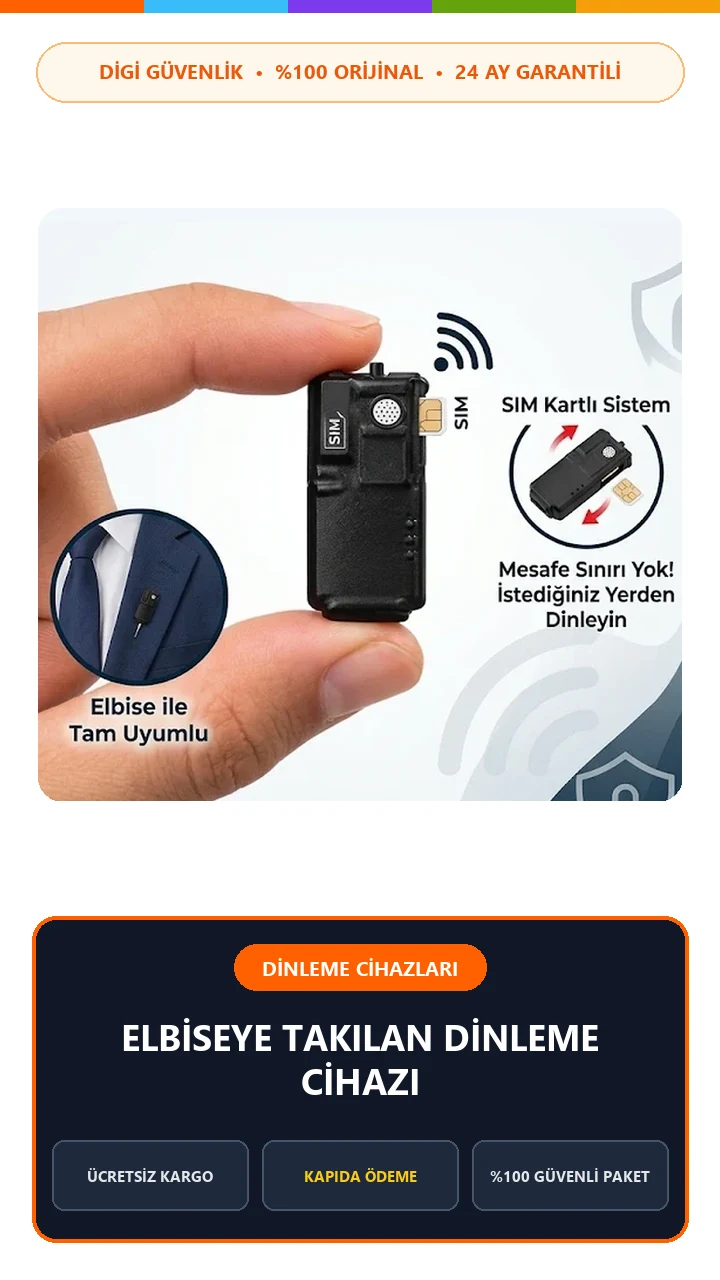 DİGİ GÜVENLİK • %100 ORİJİNAL • 24 AY GARANTİLİ
SIM
SIM
SIM Kartlı Sistem
Mesafe Sınırı Yok!
İstediğiniz Yerden
Dinleyin
Elbise ile
Tam Uyumlu
DİNLEME CİHAZLARI
ELBİSEYE TAKILAN DİNLEME
CİHAZI
ÜCRETSİZ KARGO
KAPIDA ÖDEME
%100 GÜVENLİ PAKET